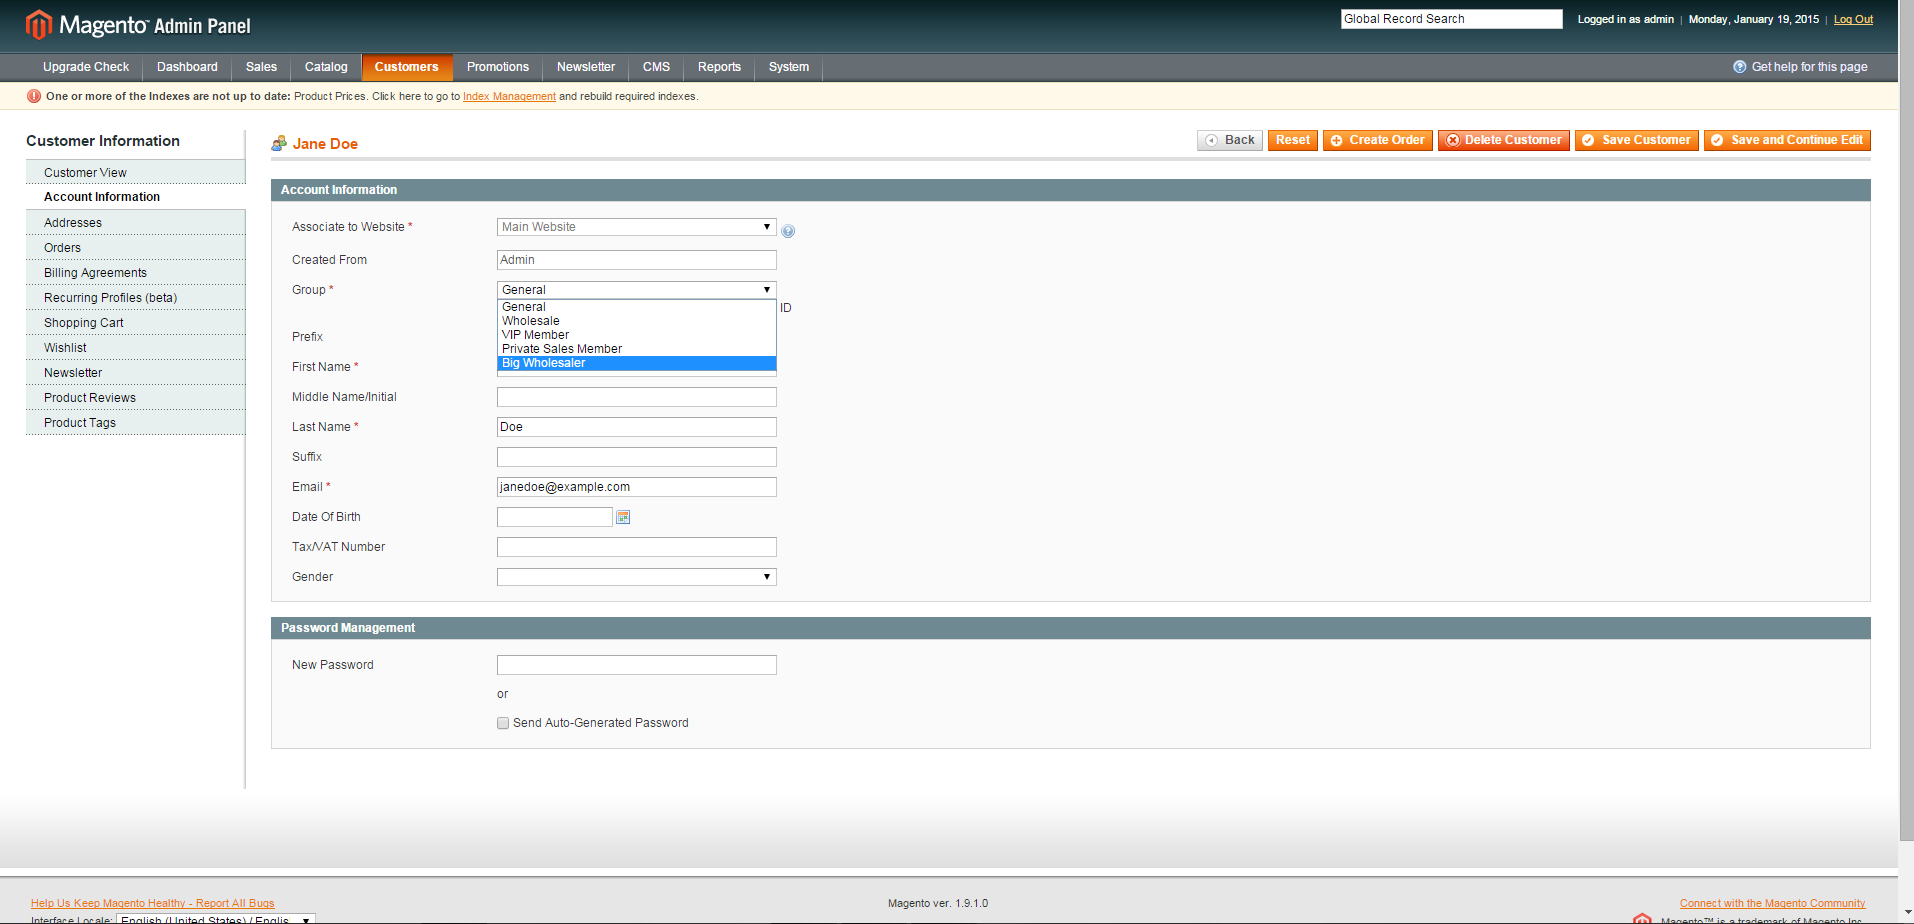 Magento™ Admin Panel
Global Record Search
Logged in as admin | Monday, January 19, 2015 | Log Out
Upgrade Check Dashboard Sales Catalog Customers Promotions Newsletter CMS Reports System
Get help for this page
One or more of the Indexes are not up to date: Product Prices. Click here to go to Index Management and rebuild required indexes.
Customer Information
Customer View
Account Information
Addresses
Orders
Billing Agreements
Recurring Profiles (beta)
Shopping Cart
Wishlist
Newsletter
Product Reviews
Product Tags
Jane Doe
Back Reset Create Order Delete Customer Save Customer Save and Continue Edit
Account Information
Associate to Website * Main Website
Created From Admin
Group * General
General
ID
Wholesale
VIP Member
Private Sales Member
Big Wholesaler
Prefix
First Name *
Middle Name/Initial
Last Name * Doe
Suffix
Email * janedoe@example.com
Date Of Birth
Tax/VAT Number
Gender
Password Management
New Password
or
Send Auto-Generated Password
Help Us Keep Magento Healthy - Report All Bugs
Magento ver. 1.9.1.0
Connect with the Magento Community
Interface Locale: English (United States) / Englis
Magento™ is a trademark of Magento Inc.